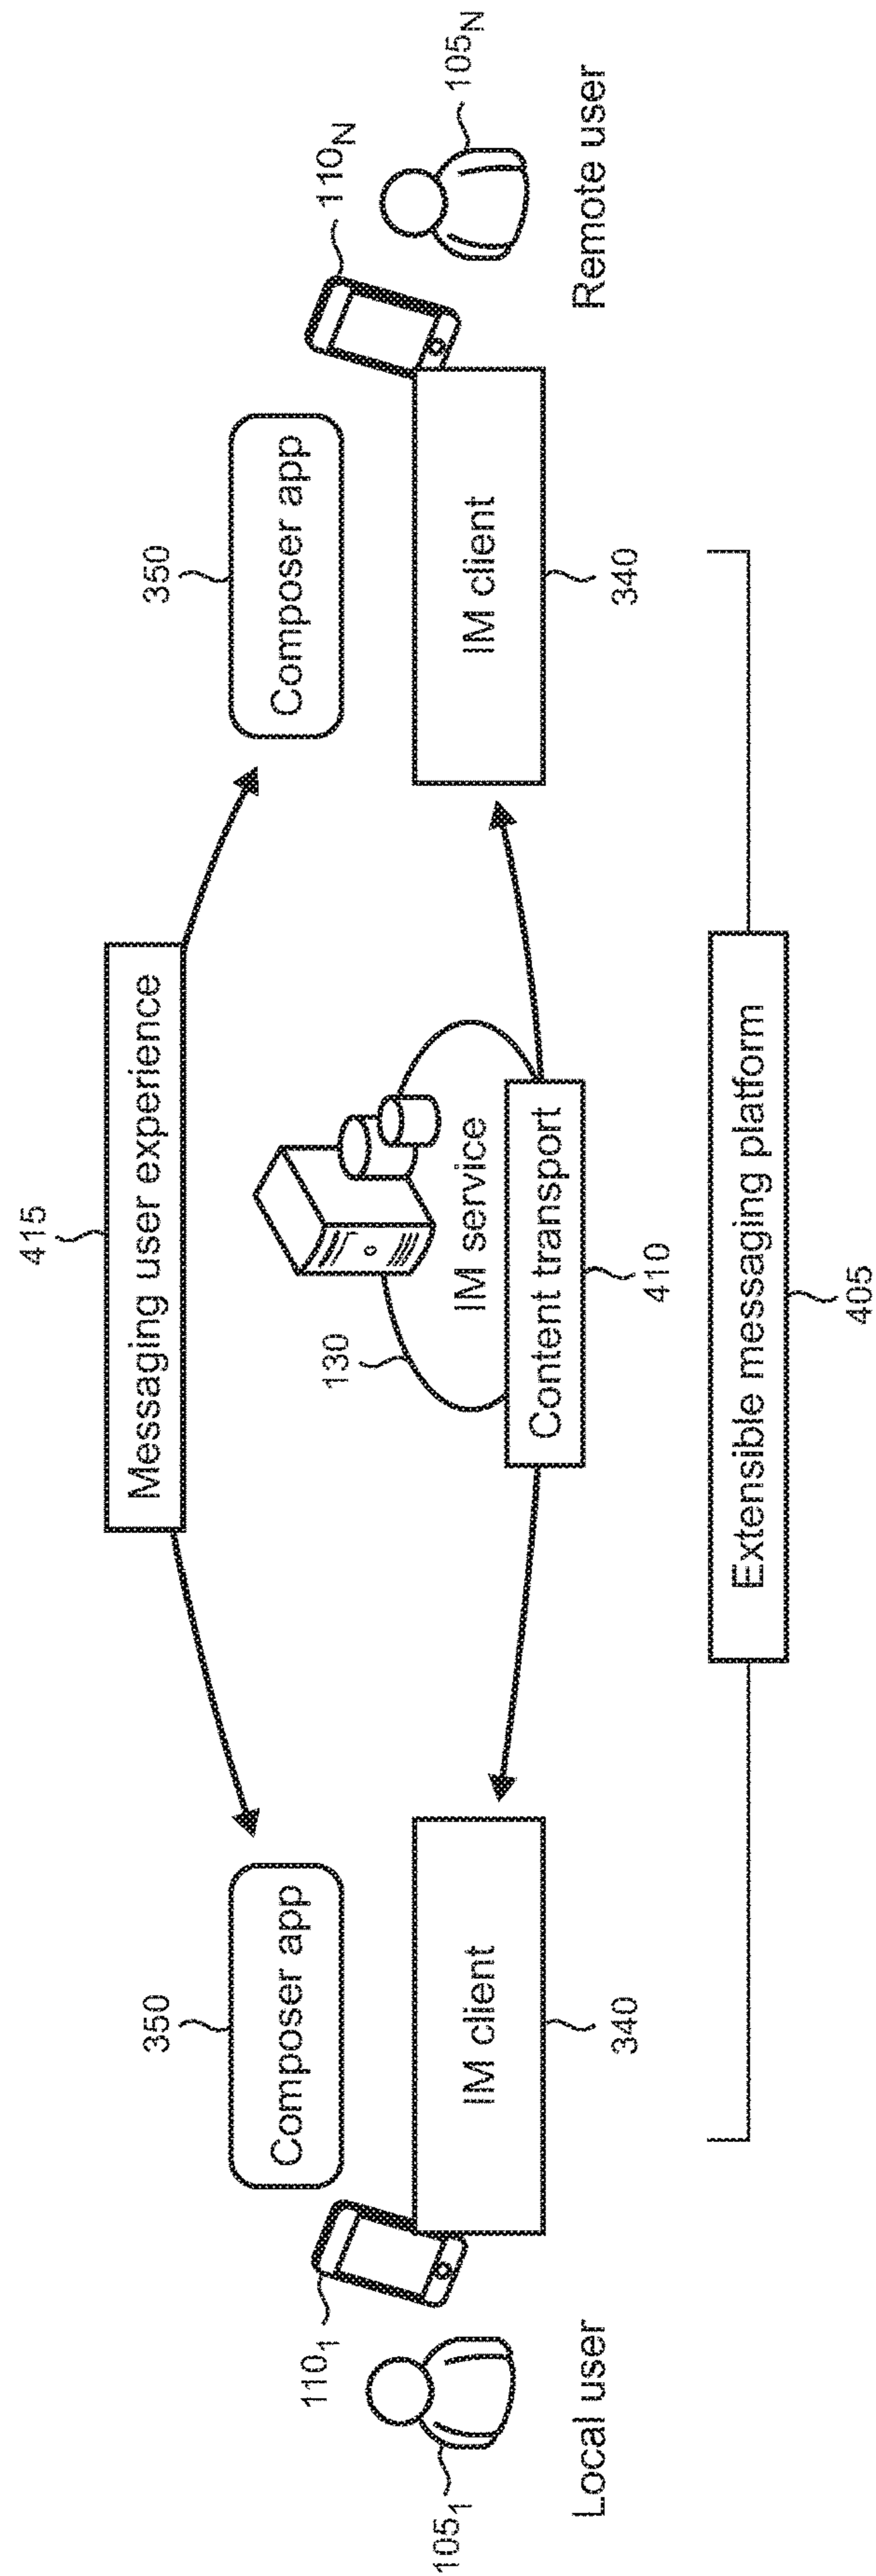 415
Messaging user experience
350
Composer app
350
Composer app
110₁
130
110N
105₁
IM client
IM service
IM client
105N
Content transport
Local user
340
410
340
Remote user
Extensible messaging platform
405